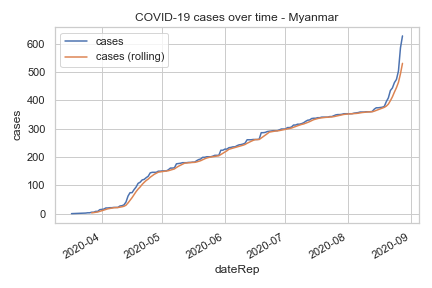 COVID-19 cases over time - Myanmar
cases
cases (rolling)
600
500
400
300
200
100
0
cases
2020-04
2020-05
2020-06
2020-07
2020-08
2020-09
dateRep